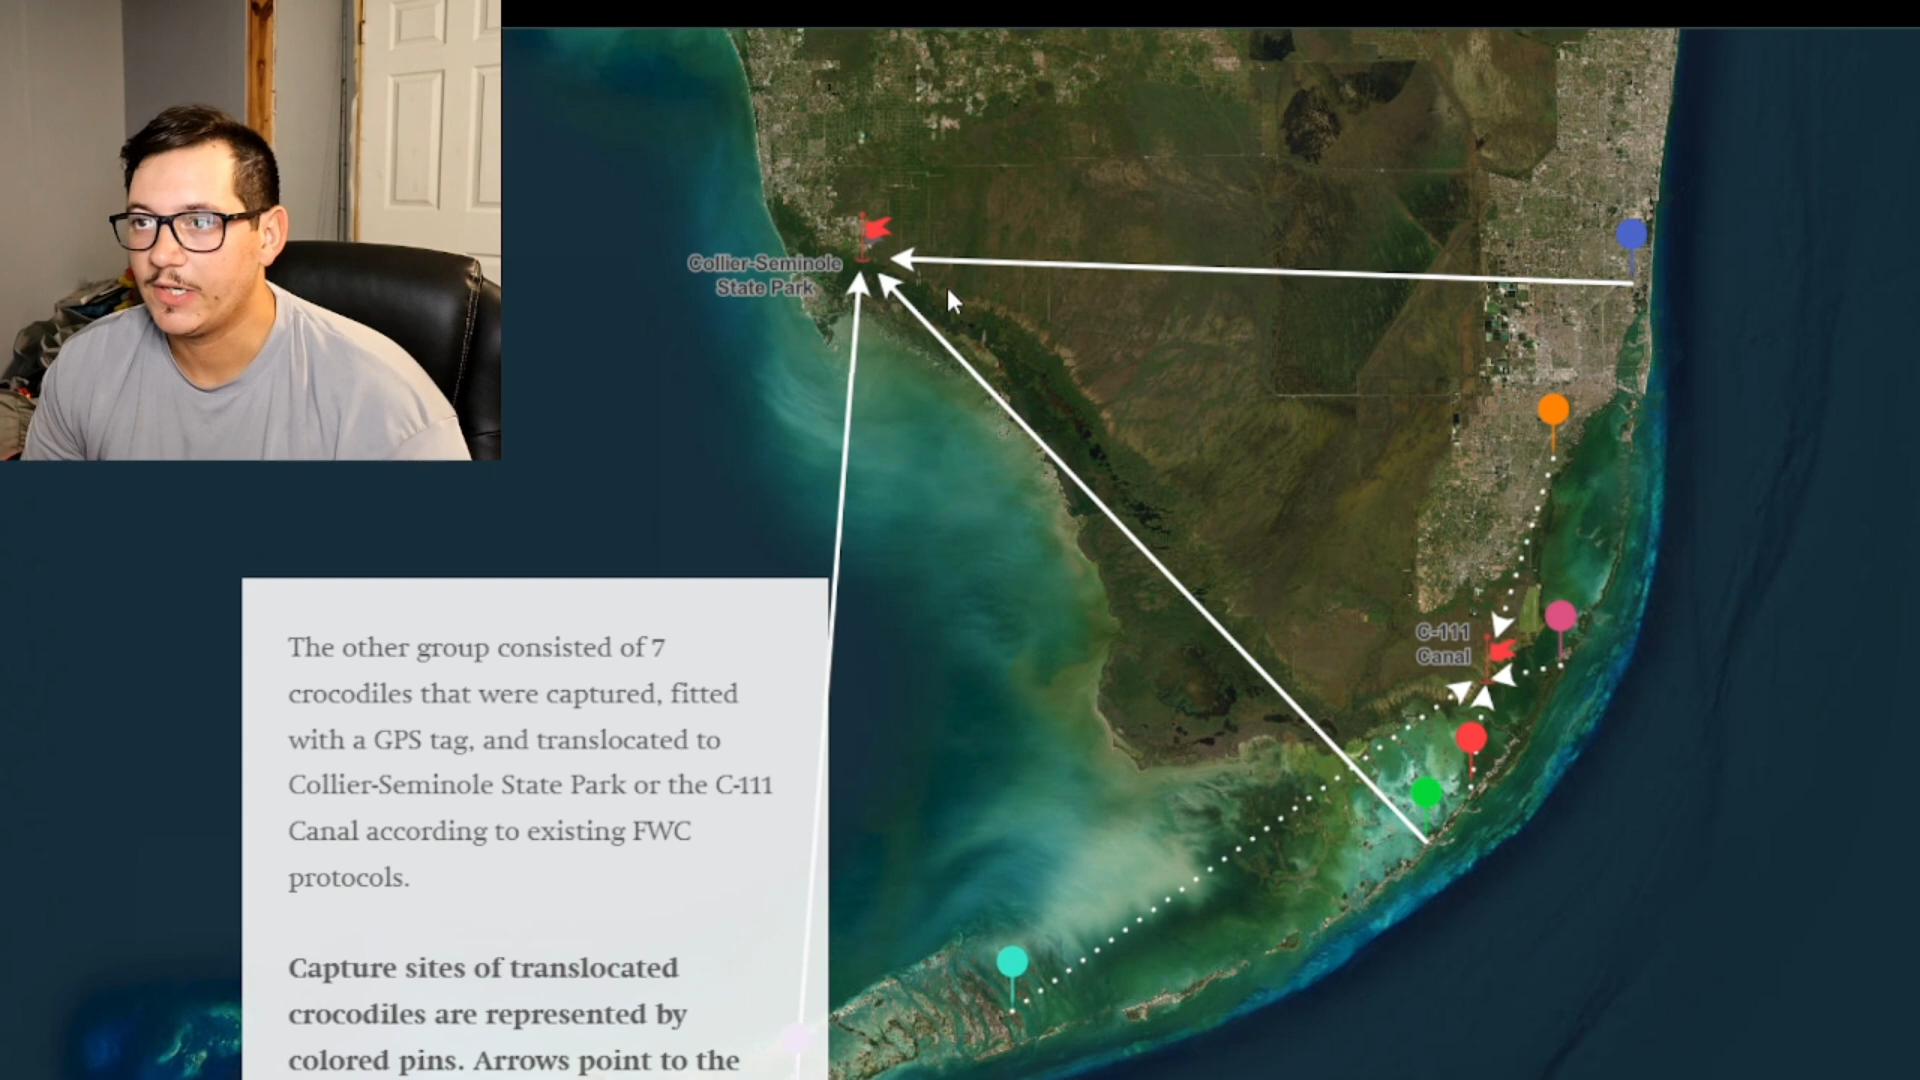 Collier-Seminole
State Park
C-111
Canal
The other group consisted of 7
crocodiles that were captured, fitted
with a GPS tag, and translocated to
Collier-Seminole State Park or the C-111
Canal according to existing FWC
protocols.
Capture sites of translocated
crocodiles are represented by
colored pins. Arrows point to the